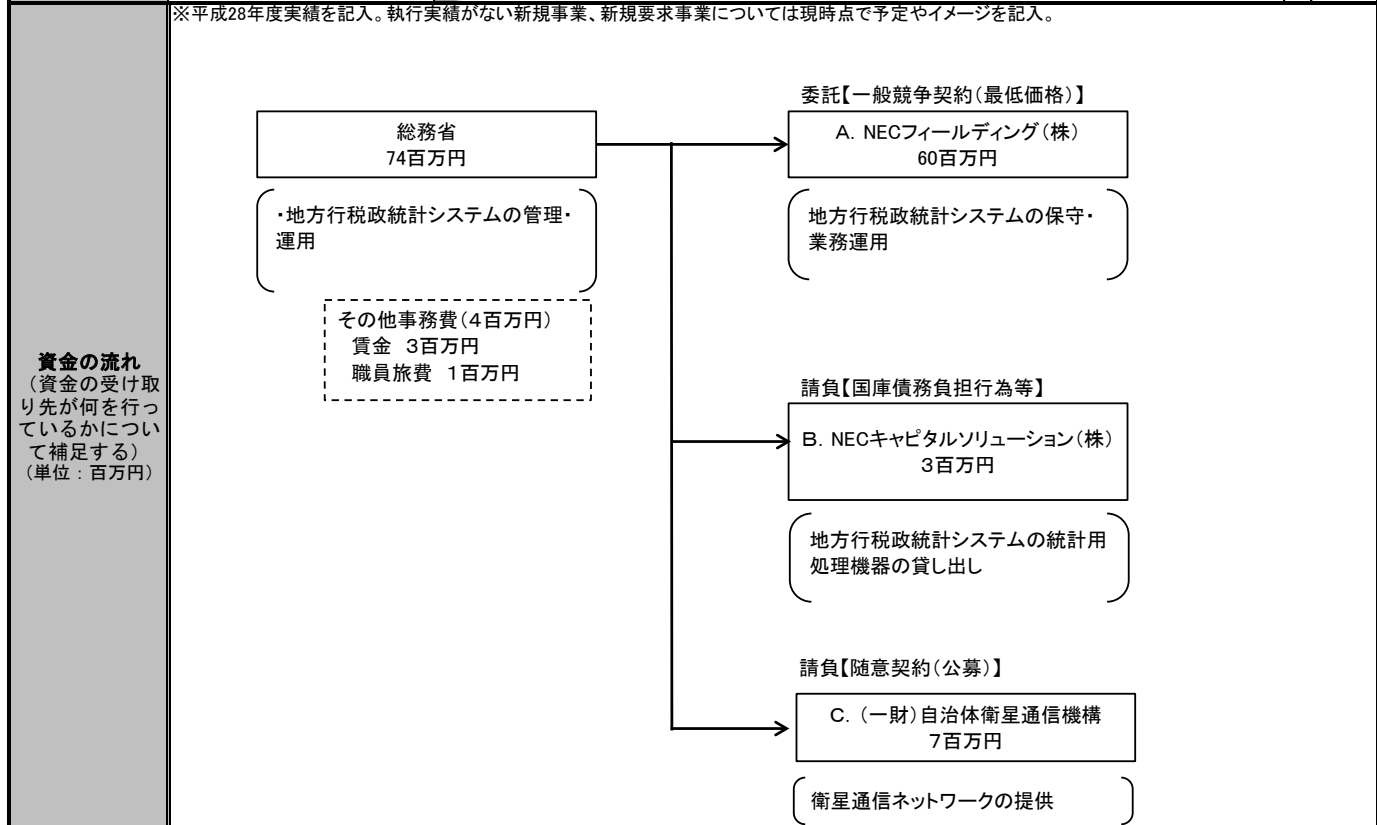 ※平成28年度実績を記入。執行実績がない新規事業、新規要求事業については現時点で予定やイメージを記入。
資金の流れ
（資金の受け取
り先が何を行っ
ているかについ
て補足する）
（単位：百万円）
総務省
74百万円
・地方行税政統計システムの管理・
運用
その他事務費（４百万円）
賃金　３百万円
職員旅費　１百万円
委託【一般競争契約（最低価格）】
Ａ．NECフィールディング（株）
60百万円
地方行税政統計システムの保守・
業務運用
請負【国庫債務負担行為等】
Ｂ．NECキャピタルソリューション（株）
３百万円
地方行税政統計システムの統計用
処理機器の貸し出し
請負【随意契約（公募）】
Ｃ．（一財）自治体衛星通信機構
７百万円
衛星通信ネットワークの提供